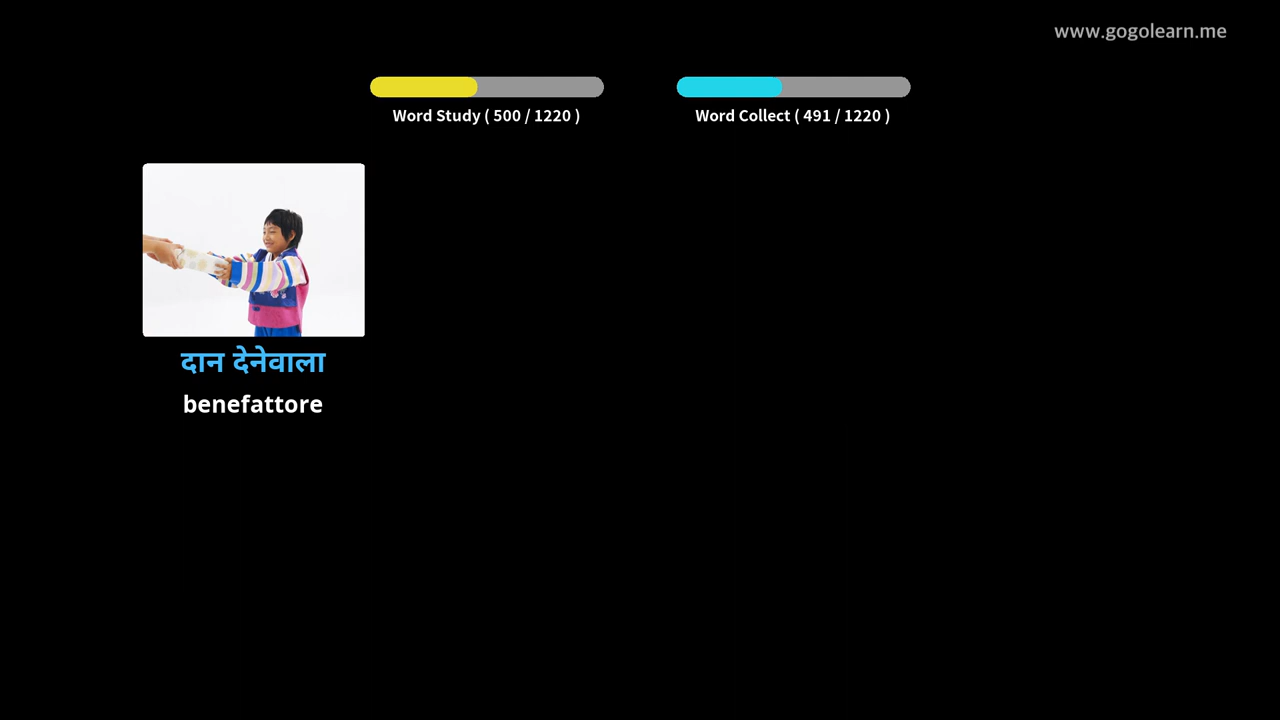 www.gogolearn.me
Word Study ( 500 / 1220 )
Word Collect ( 491 / 1220 )
दान देनेवाला
benefattore